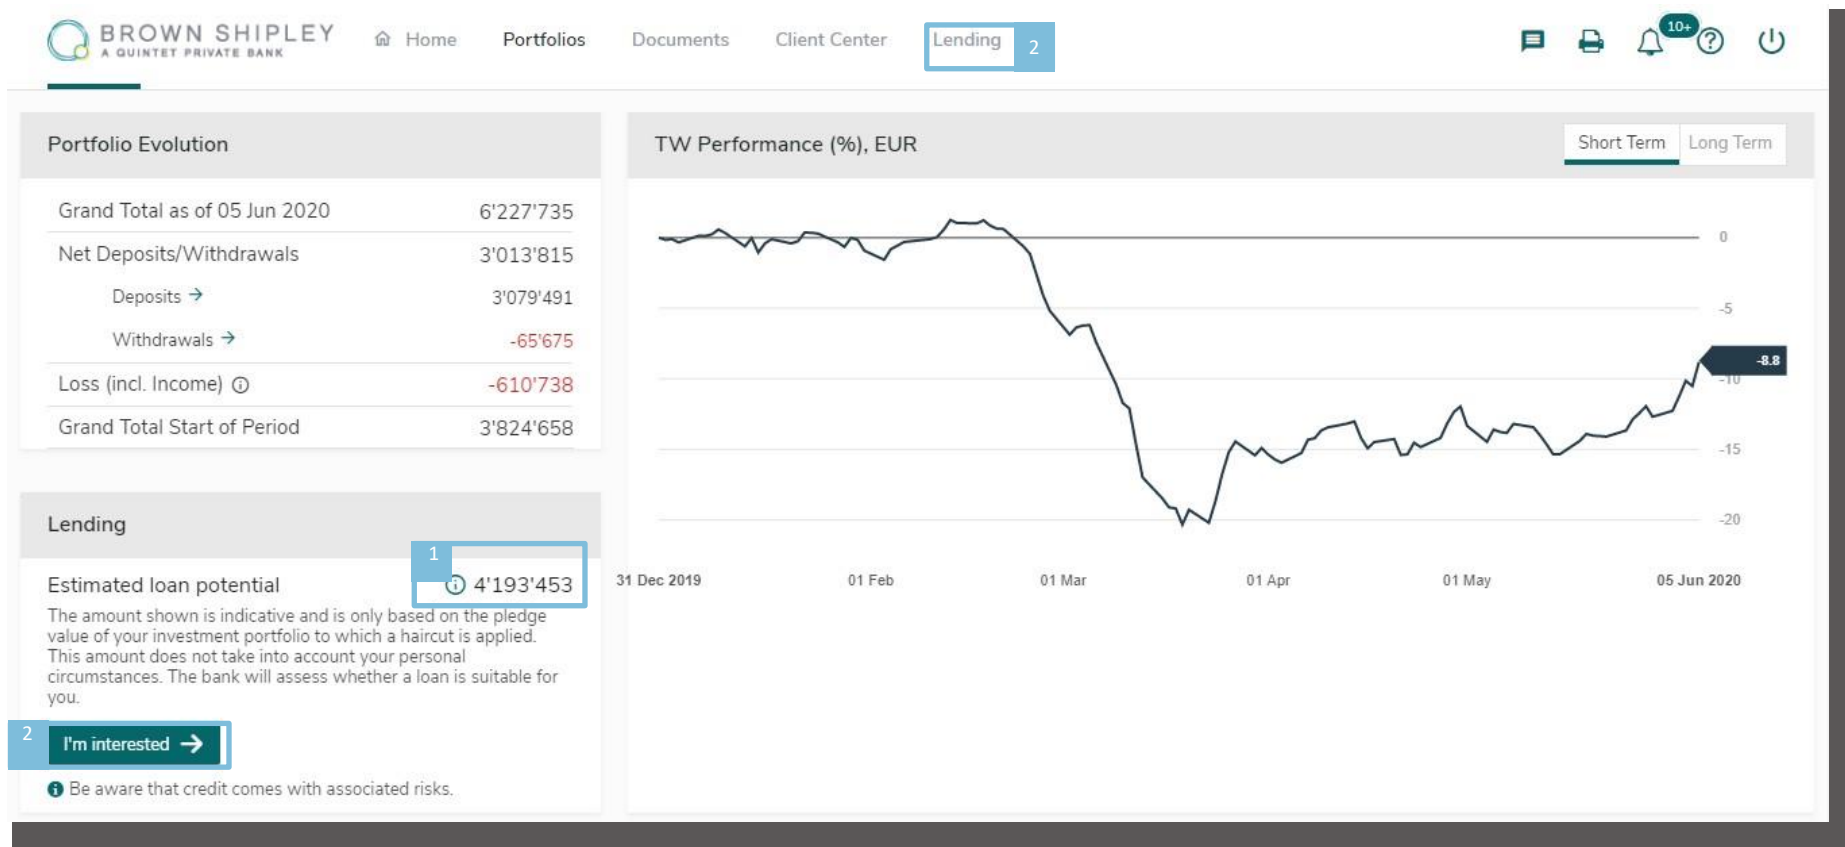 BROWN SHIPLEY
A QUINTET PRIVATE BANK
Home Portfolios Documents Client Center Lending 2
10+
Portfolio Evolution
Grand Total as of 05 Jun 2020 6'227'735
Net Deposits/Withdrawals 3'013'815
Deposits → 3'079'491
Withdrawals → -65'675
Loss (incl. Income) -610'738
Grand Total Start of Period 3'824'658
Lending
1
Estimated loan potential 4'193'453
The amount shown is indicative and is only based on the pledge
value of your investment portfolio to which a haircut is applied.
This amount does not take into account your personal
circumstances. The bank will assess whether a loan is suitable for
you.
2
I'm interested →
Be aware that credit comes with associated risks.
TW Performance (%), EUR
Short Term Long Term
0
-5
-8.8
-10
-15
-20
31 Dec 2019 01 Feb 01 Mar 01 Apr 01 May 05 Jun 2020